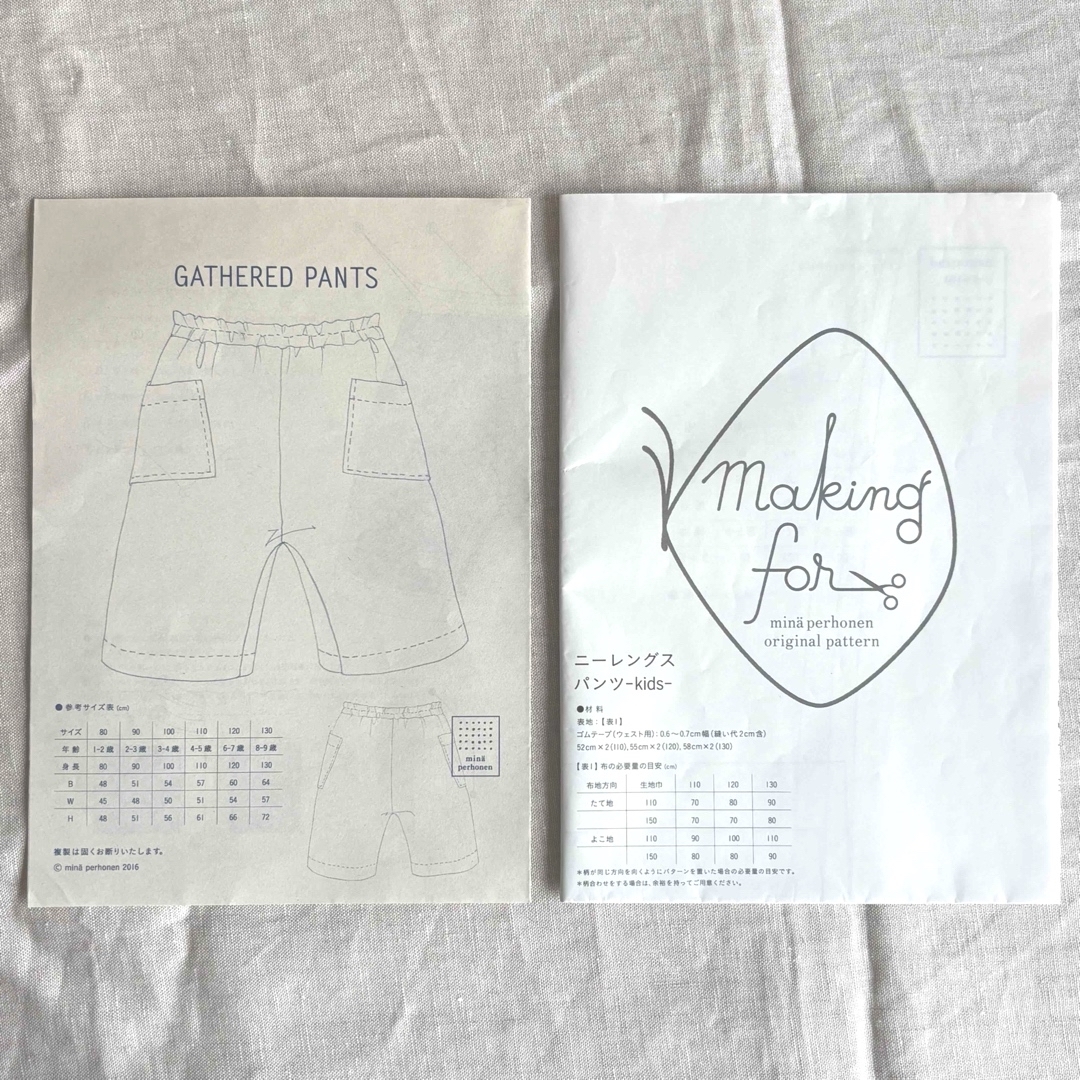 GATHERED PANTS
●参考サイズ表(cm)
サイズ 80 90 100 110 120 130
年齢 1-2歳 2-3歳 3-4歳 4-5歳 6-7歳 8-9歳
身長 80 90 100 110 120 130
B 48 51 54 57 60 64
W 45 48 50 51 54 57
H 48 51 56 61 66 72
複製は固くお断りいたします。
© minä perhonen 2016
minä
perhonen
making
for
minä perhonen
original pattern
ニーレングス
パンツ-kids-
●材料
表地：【表1】
ゴムテープ(ウェスト用)：0.6〜0.7cm幅(縫い代2cm含)
52cm×2(110),55cm×2(120),58cm×2(130)
【表1】布の必要量の目安(cm)
布地方向 生地巾 110 120 130
たて地 110 70 80 90
150 70 70 80
よこ地 110 90 100 110
150 80 80 90
＊柄が同じ方向を向くようにパターンを置いた場合の必要量の目安です。
＊柄合わせをする場合は、余裕を持ってご用意ください。